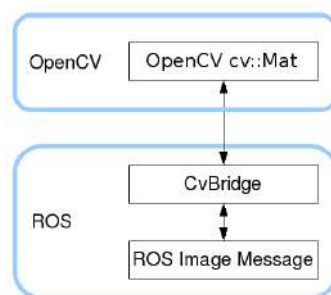 OpenCV
OpenCV cv::Mat
CvBridge
ROS
ROS Image Message